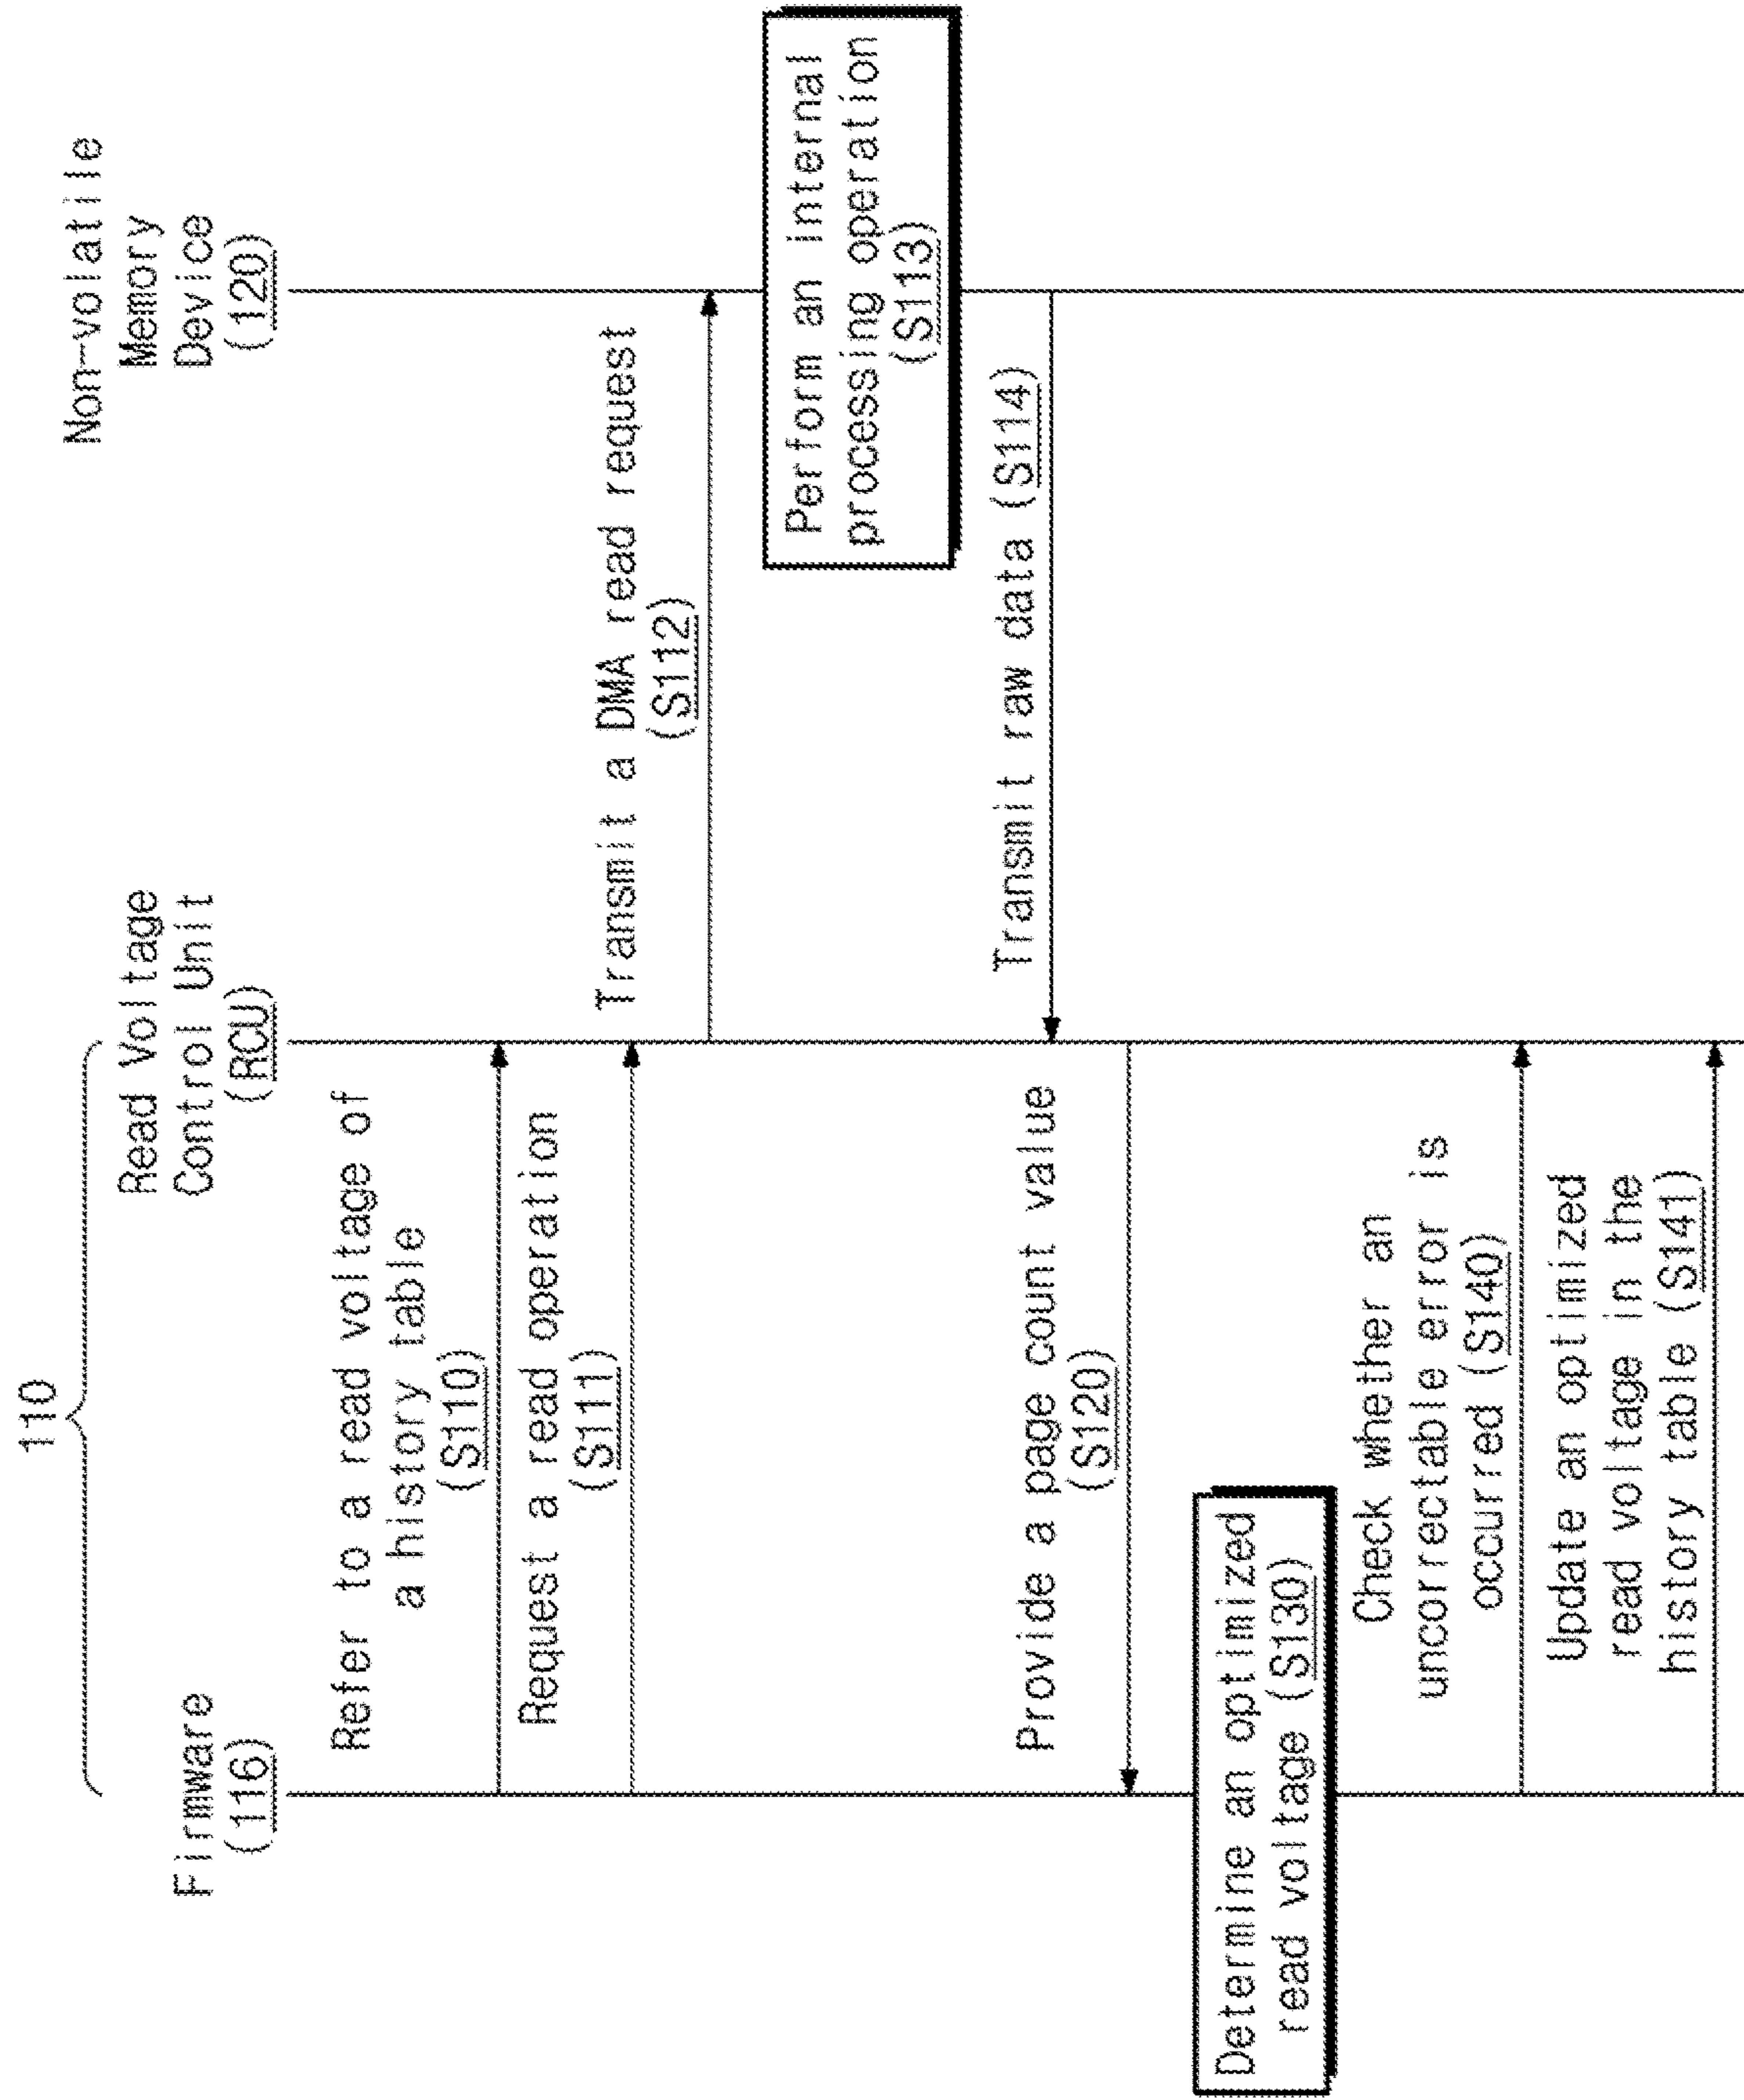 110
Firmware
(116)
Read Voltage
Control Unit
(RCU)
Non-volatile
Memory
Device
(120)
Refer to a read voltage of
a history table
(S110)
Request a read operation
(S111)
Transmit a DMA read request
(S112)
Perform an internal
processing operation
(S113)
Transmit raw data (S114)
Provide a page count value
(S120)
Determine an optimized
read voltage (S130)
Check whether an
uncorrectable error is
occurred (S140)
Update an optimized
read voltage in the
history table (S141)